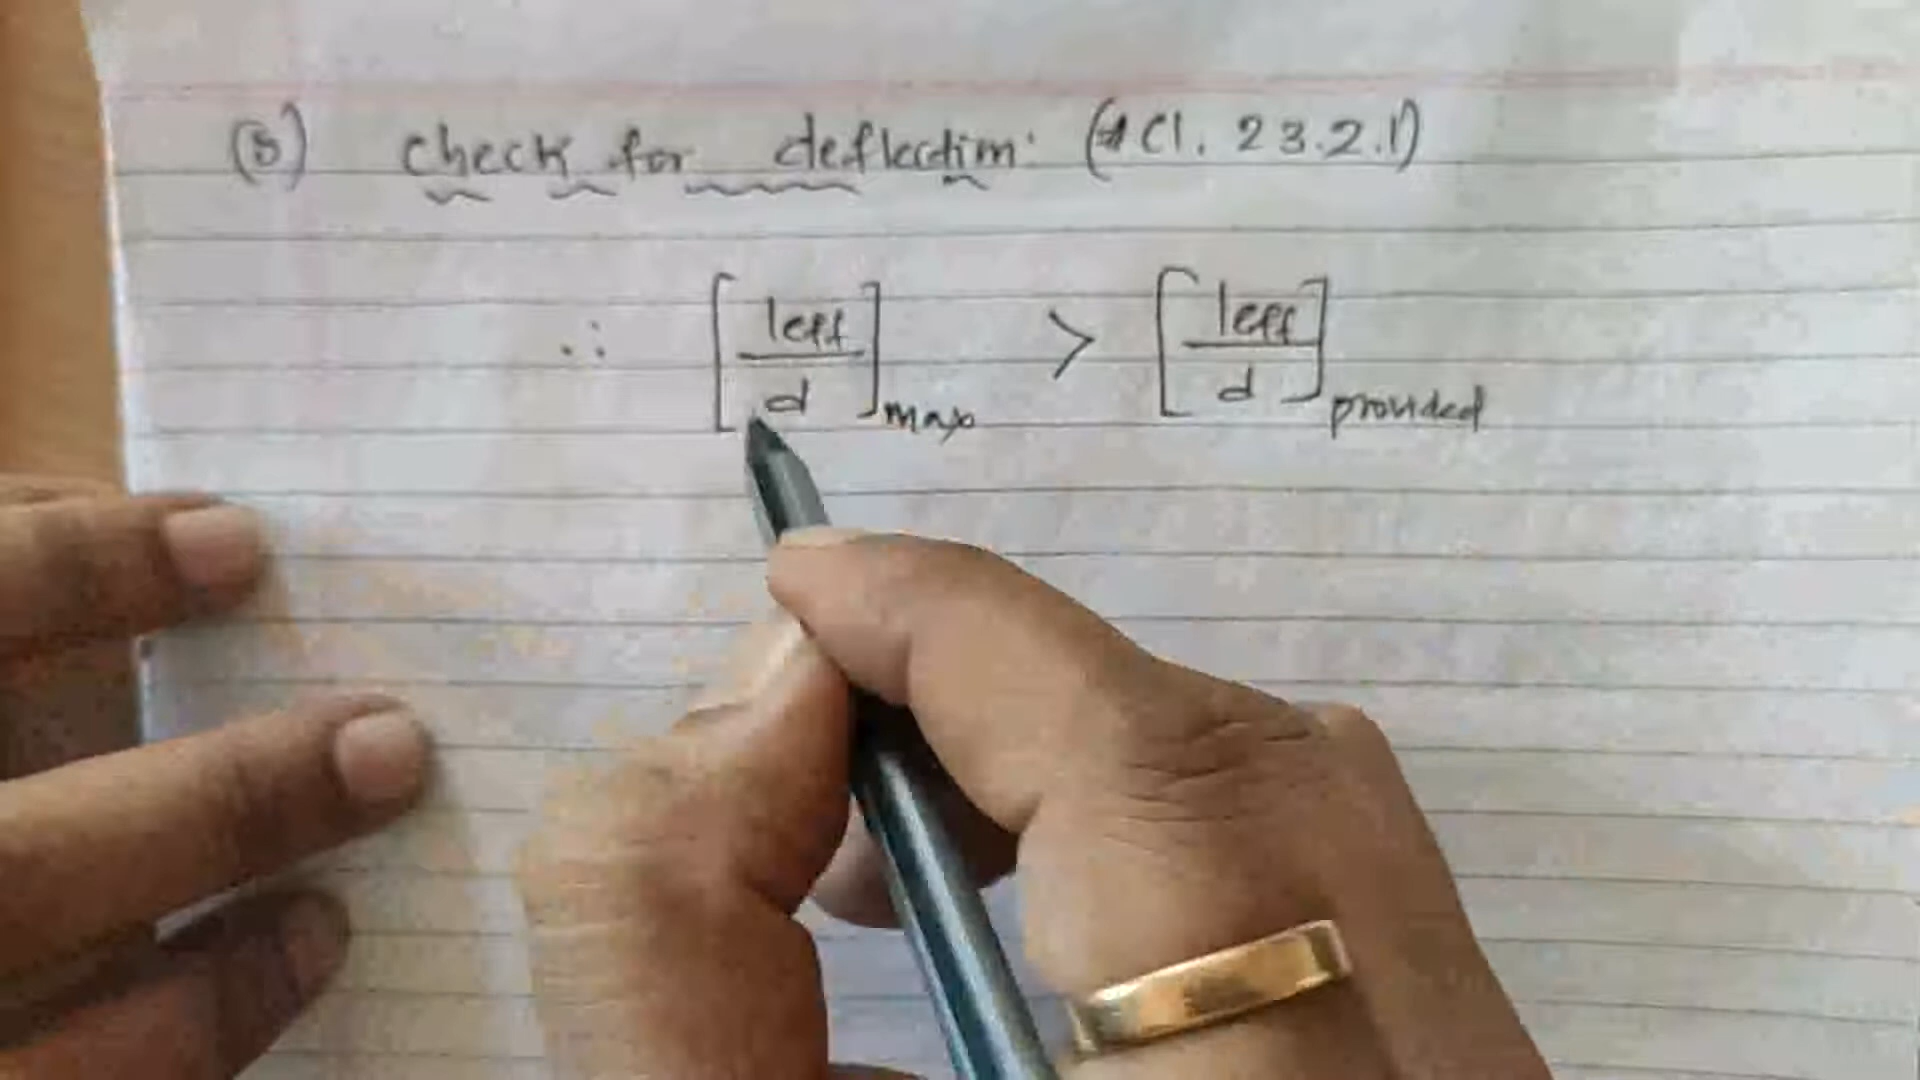 (5) Check for deflection: (Cl. 23.2.1)
∴ [leff/d]max > [leff/d]provided